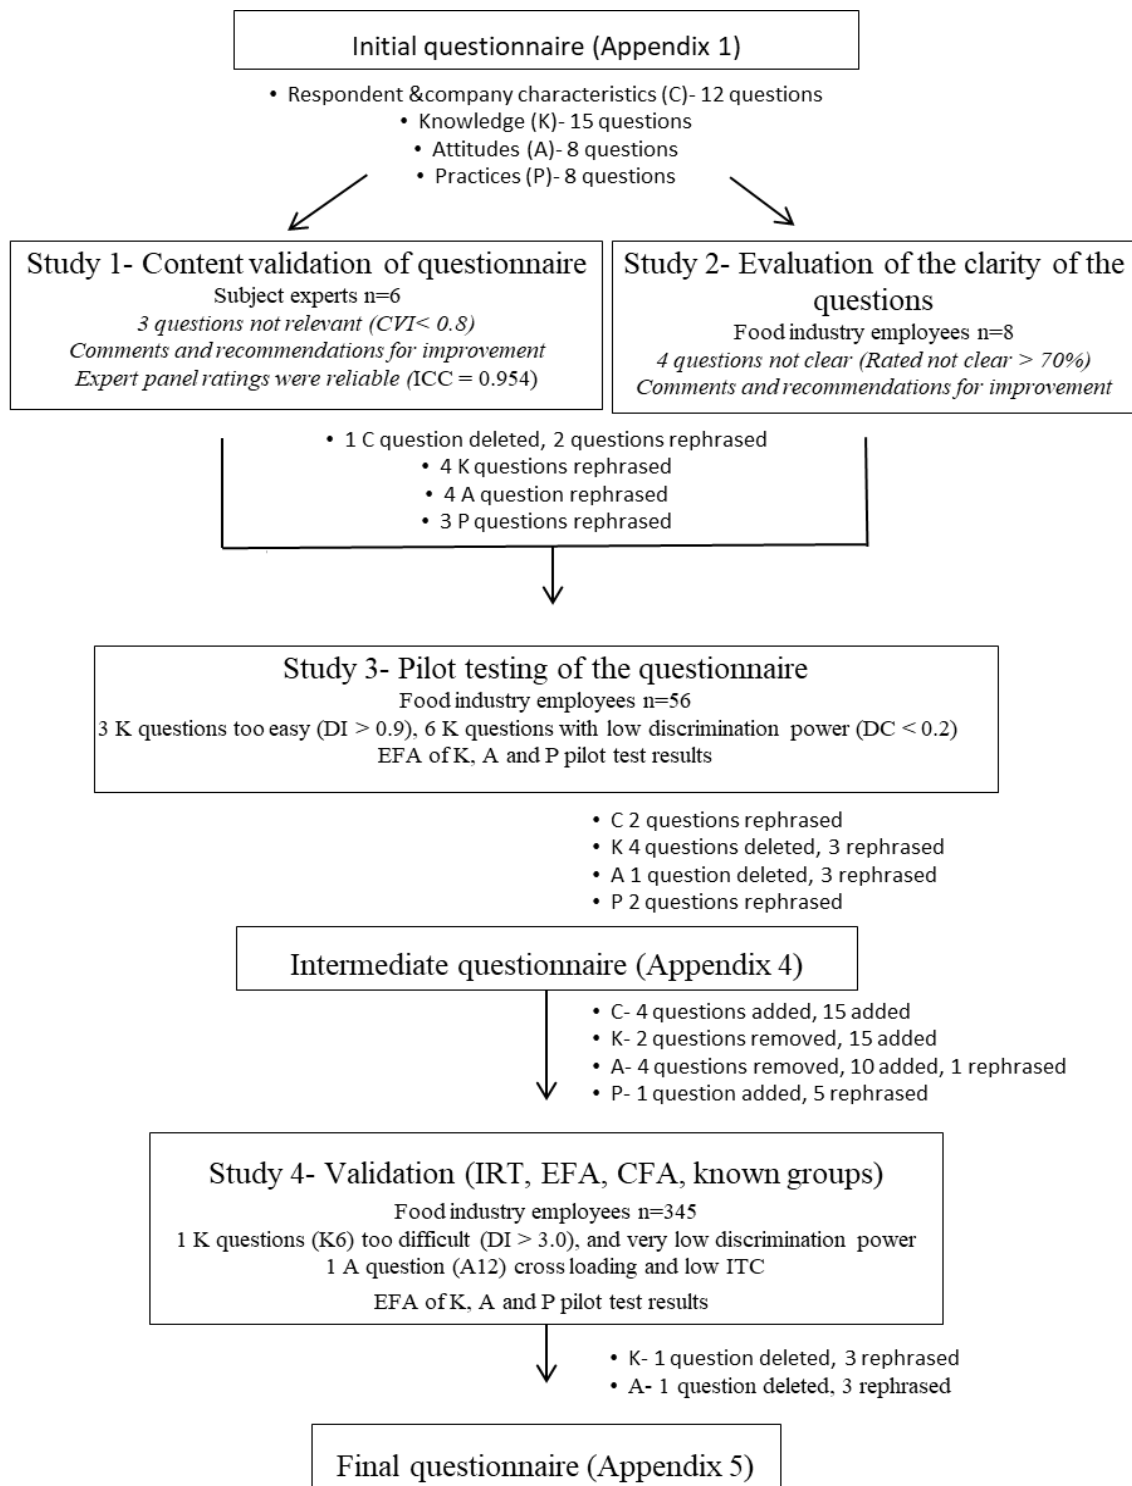 Initial questionnaire (Appendix 1)
• Respondent &company characteristics (C)- 12 questions
• Knowledge (K)- 15 questions
• Attitudes (A)- 8 questions
• Practices (P)- 8 questions
Study 1- Content validation of questionnaire
Subject experts n=6
3 questions not relevant (CVI< 0.8)
Comments and recommendations for improvement
Expert panel ratings were reliable (ICC = 0.954)
Study 2- Evaluation of the clarity of the
questions
Food industry employees n=8
4 questions not clear (Rated not clear > 70%)
Comments and recommendations for improvement
• 1 C question deleted, 2 questions rephrased
• 4 K questions rephrased
• 4 A question rephrased
• 3 P questions rephrased
Study 3- Pilot testing of the questionnaire
Food industry employees n=56
3 K questions too easy (DI > 0.9), 6 K questions with low discrimination power (DC < 0.2)
EFA of K, A and P pilot test results
• C 2 questions rephrased
• K 4 questions deleted, 3 rephrased
• A 1 question deleted, 3 rephrased
• P 2 questions rephrased
Intermediate questionnaire (Appendix 4)
• C- 4 questions added, 15 added
• K- 2 questions removed, 15 added
• A- 4 questions removed, 10 added, 1 rephrased
• P- 1 question added, 5 rephrased
Study 4- Validation (IRT, EFA, CFA, known groups)
Food industry employees n=345
1 K questions (K6) too difficult (DI > 3.0), and very low discrimination power
1 A question (A12) cross loading and low ITC
EFA of K, A and P pilot test results
• K- 1 question deleted, 3 rephrased
• A- 1 question deleted, 3 rephrased
Final questionnaire (Appendix 5)